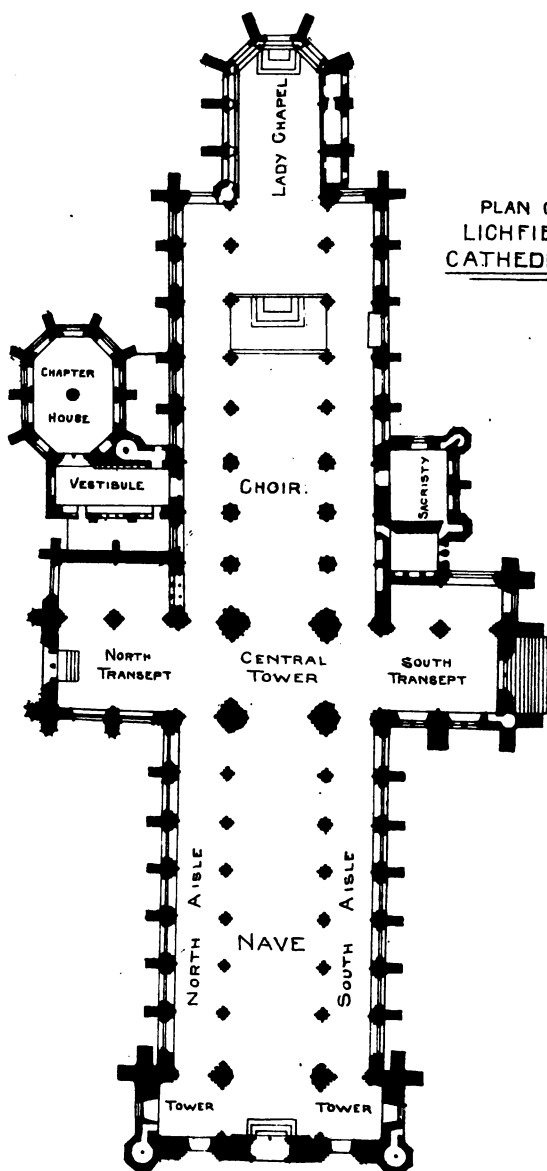 LADY CHAPEL
PLAN
LICHFIE
CATHED
CHAPTER
HOUSE
VESTIBULE
CHOIR.
SACRISTY
NORTH
TRANSEPT
CENTRAL
TOWER
SOUTH
TRANSEPT
NORTH AISLE
NAVE
SOUTH AISLE
TOWER
TOWER